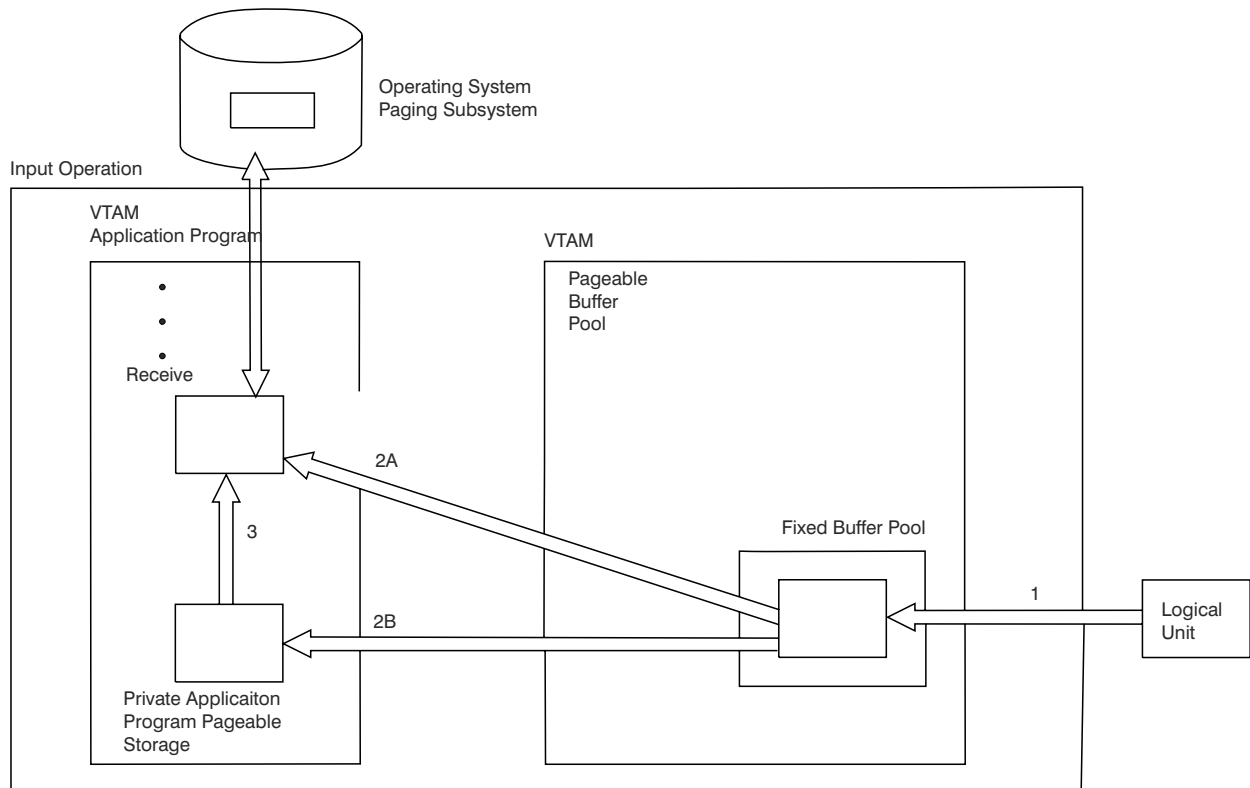 Operating System
Paging Subsystem
Input Operation
VTAM
Application Program
VTAM
Pageable
Buffer
Pool
Receive
2A
3
Fixed Buffer Pool
1
Logical
Unit
2B
Private Applicaiton
Program Pageable
Storage